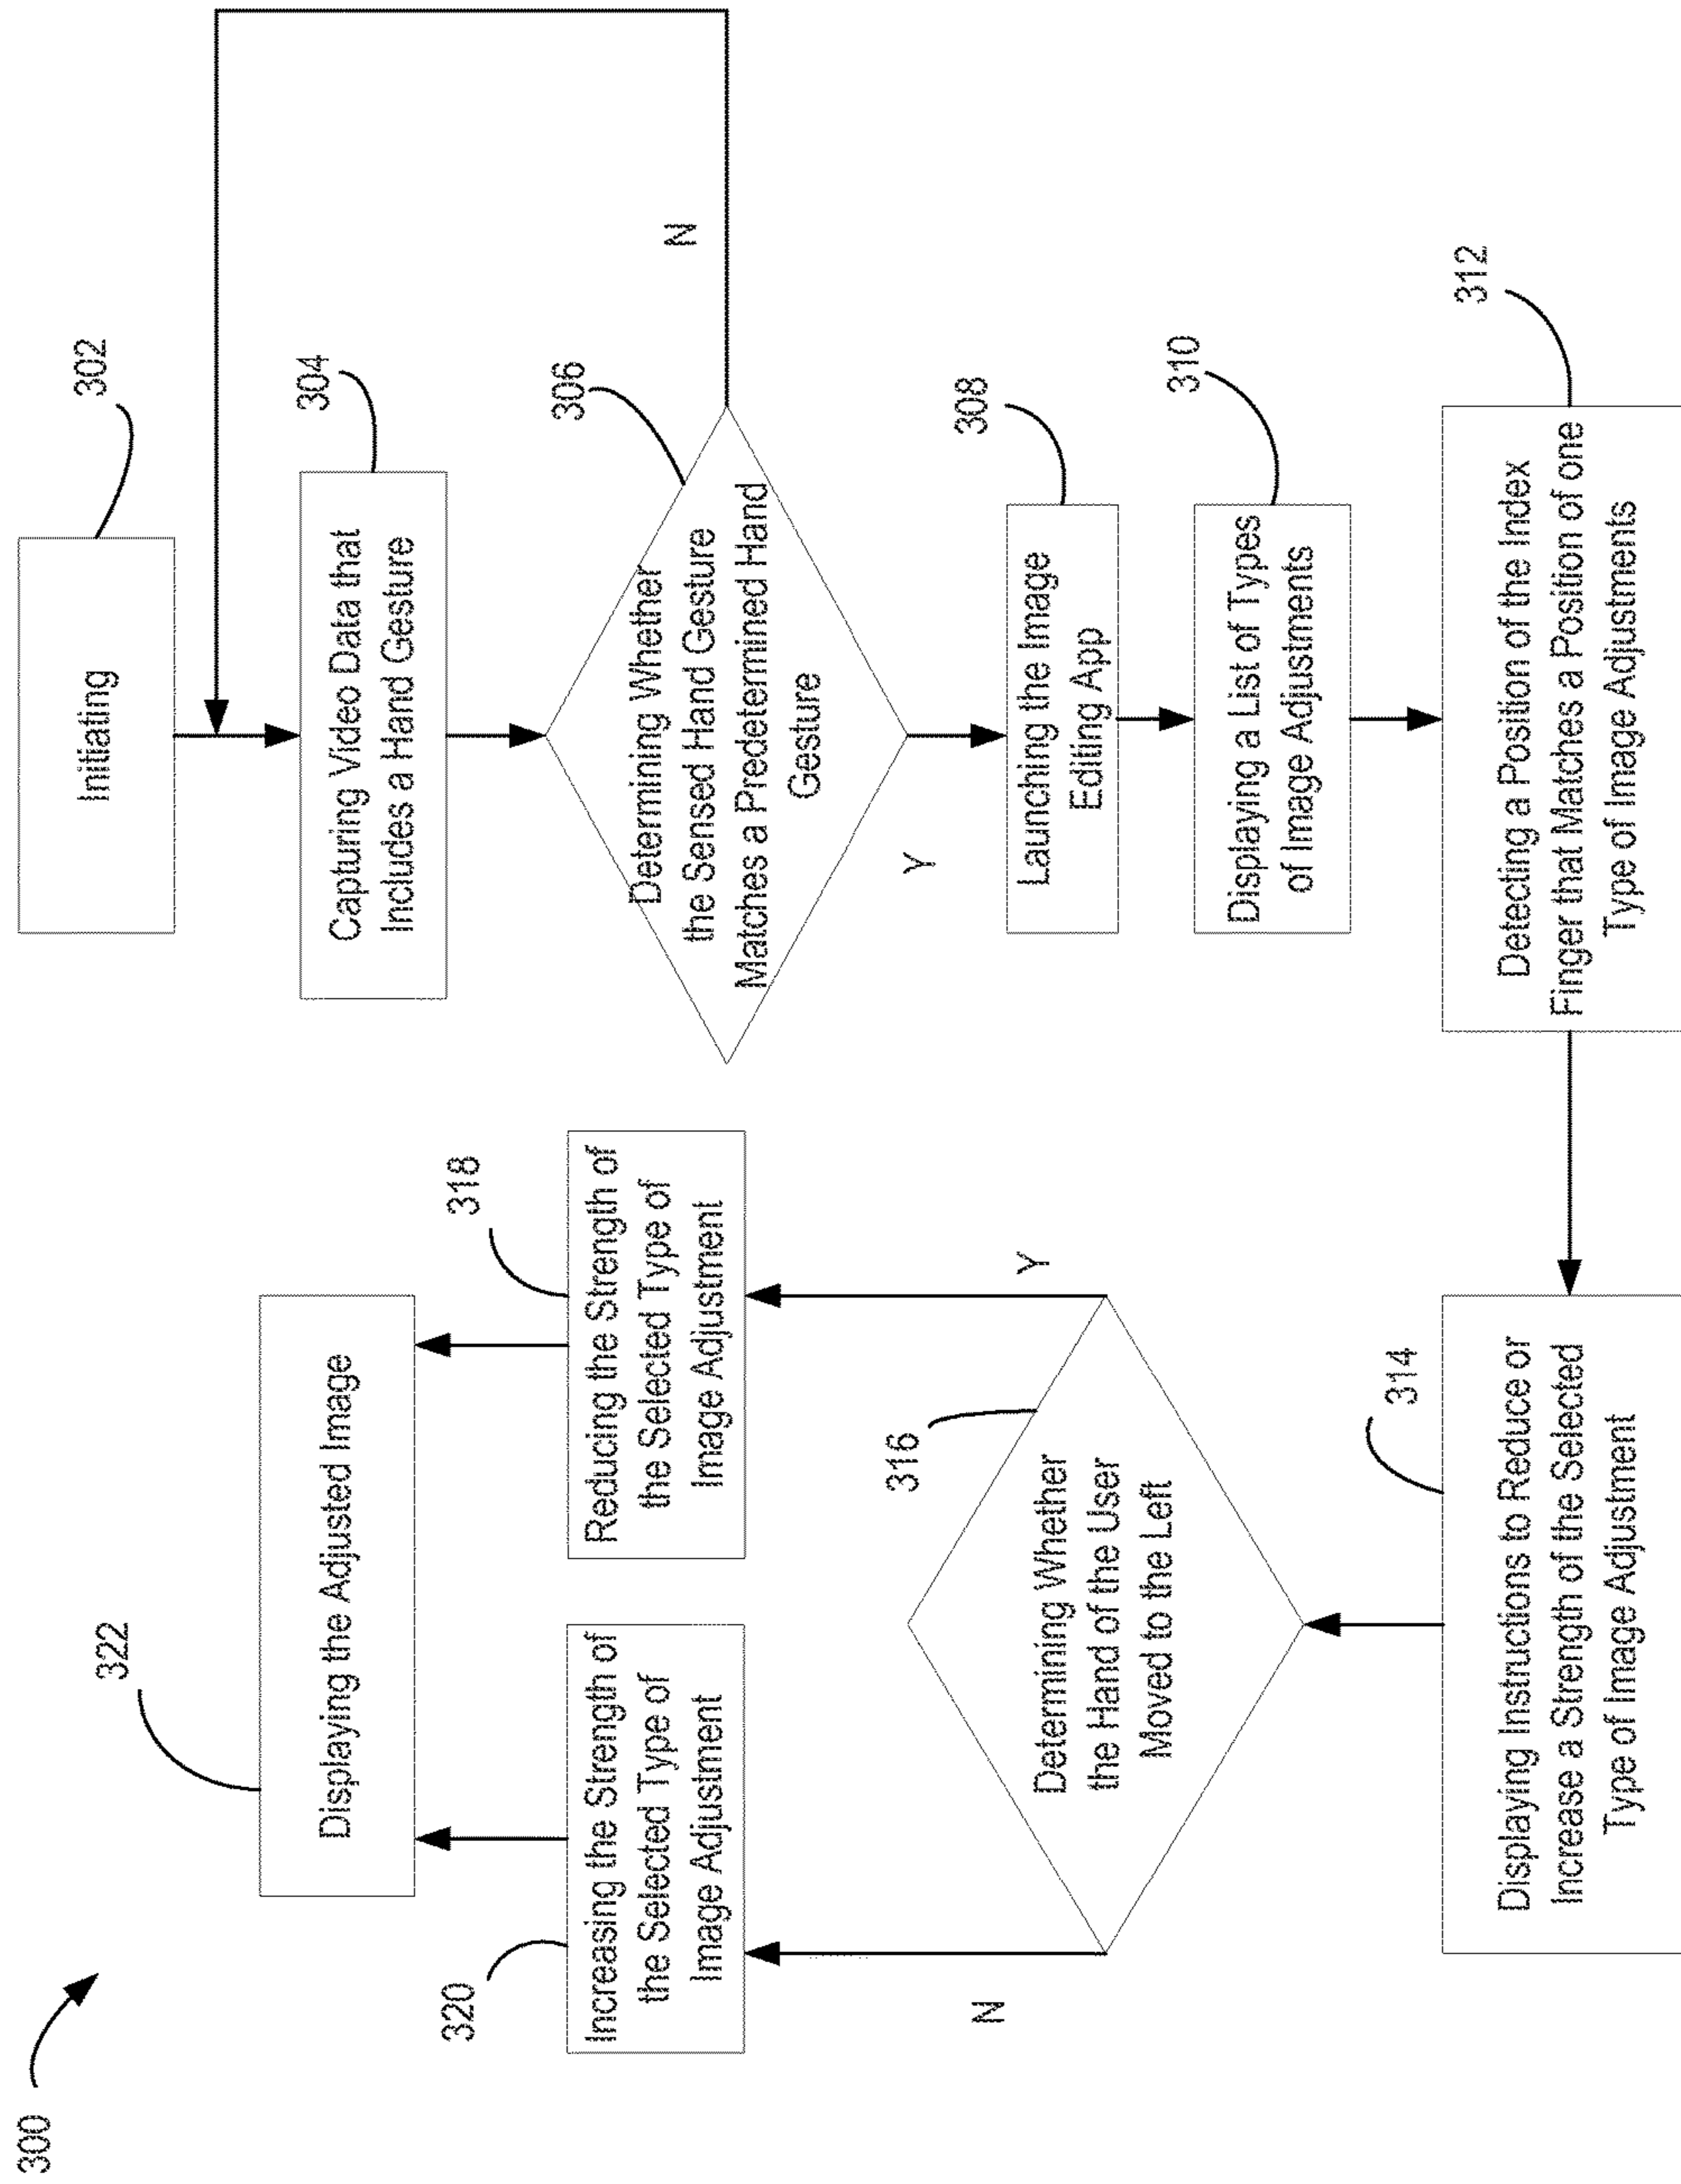 300
Initiating
302
Capturing Video Data that
Includes a Hand Gesture
304
Determining Whether
the Sensed Hand Gesture
Matches a Predetermined Hand
Gesture
306
N
Y
Launching the Image
Editing App
308
Displaying a List of Types
of Image Adjustments
310
Detecting a Position of the Index
Finger that Matches a Position of one
Type of Image Adjustments
312
Displaying Instructions to Reduce or
Increase a Strength of the Selected
Type of Image Adjustment
314
Determining Whether
the Hand of the User
Moved to the Left
316
Y
N
Reducing the Strength of
the Selected Type of
Image Adjustment
318
Increasing the Strength of
the Selected Type of
Image Adjustment
320
Displaying the Adjusted Image
322